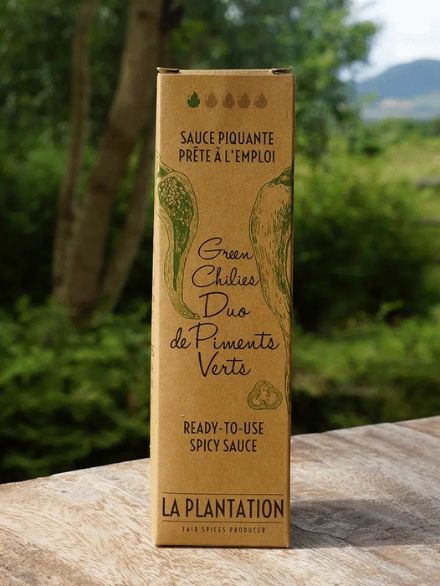 SAUCE PIQUANTE
PRÊTE À L'EMPLOI
Green
Chilies
Duo
de Piments
Verts
READY-TO-USE
SPICY SAUCE
LA PLANTATION
FAIR SPICES PRODUCER